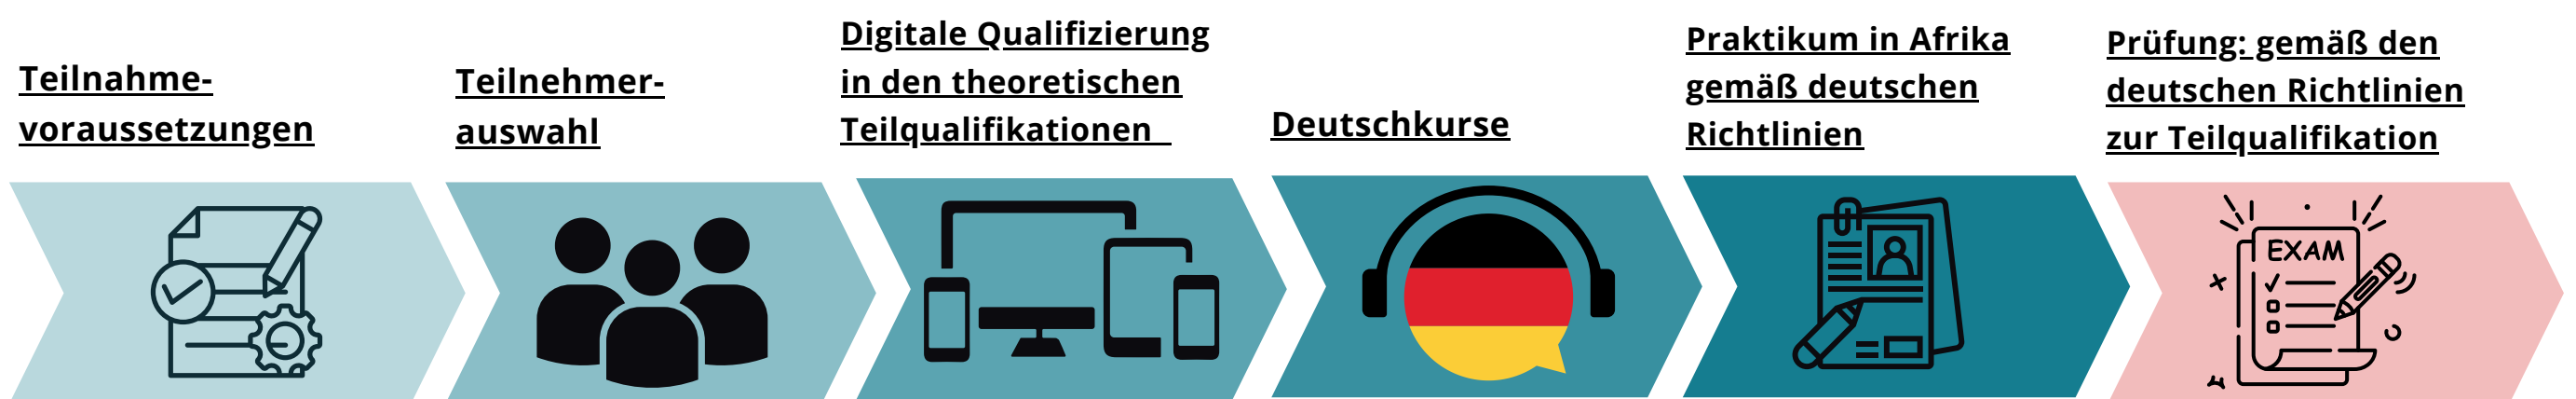 Teilnahme-
voraussetzungen
Teilnehmer-
auswahl
Digitale Qualifizierung
in den theoretischen
Teilqualifikationen
Deutschkurse
Praktikum in Afrika
gemäß deutschen
Richtlinien
Prüfung: gemäß den
deutschen Richtlinien
zur Teilqualifikation
EXAM